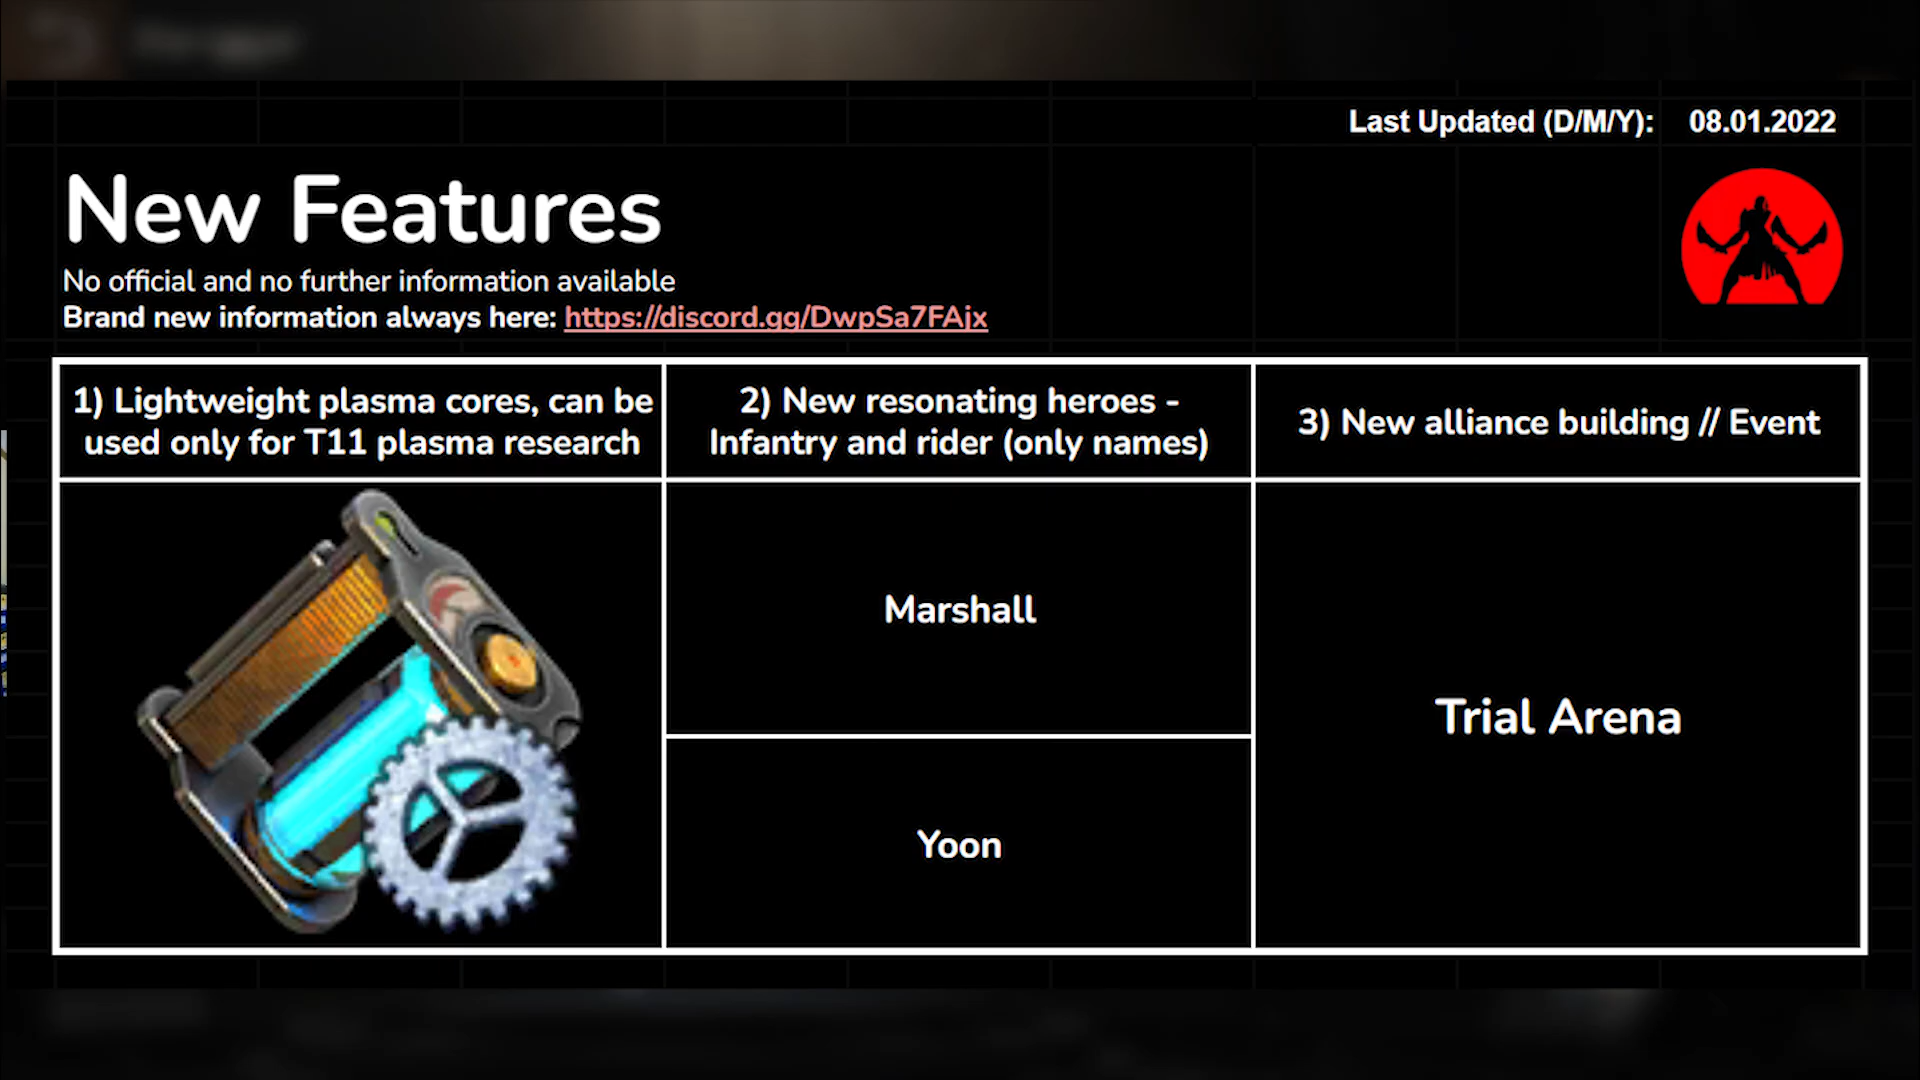 Last Updated (D/M/Y): 08.01.2022
New Features
No official and no further information available
Brand new information always here: https://discord.gg/DwpSa7FAjx
1) Lightweight plasma cores, can be
used only for T11 plasma research
2) New resonating heroes -
Infantry and rider (only names)
3) New alliance building // Event
Marshall
Yoon
Trial Arena